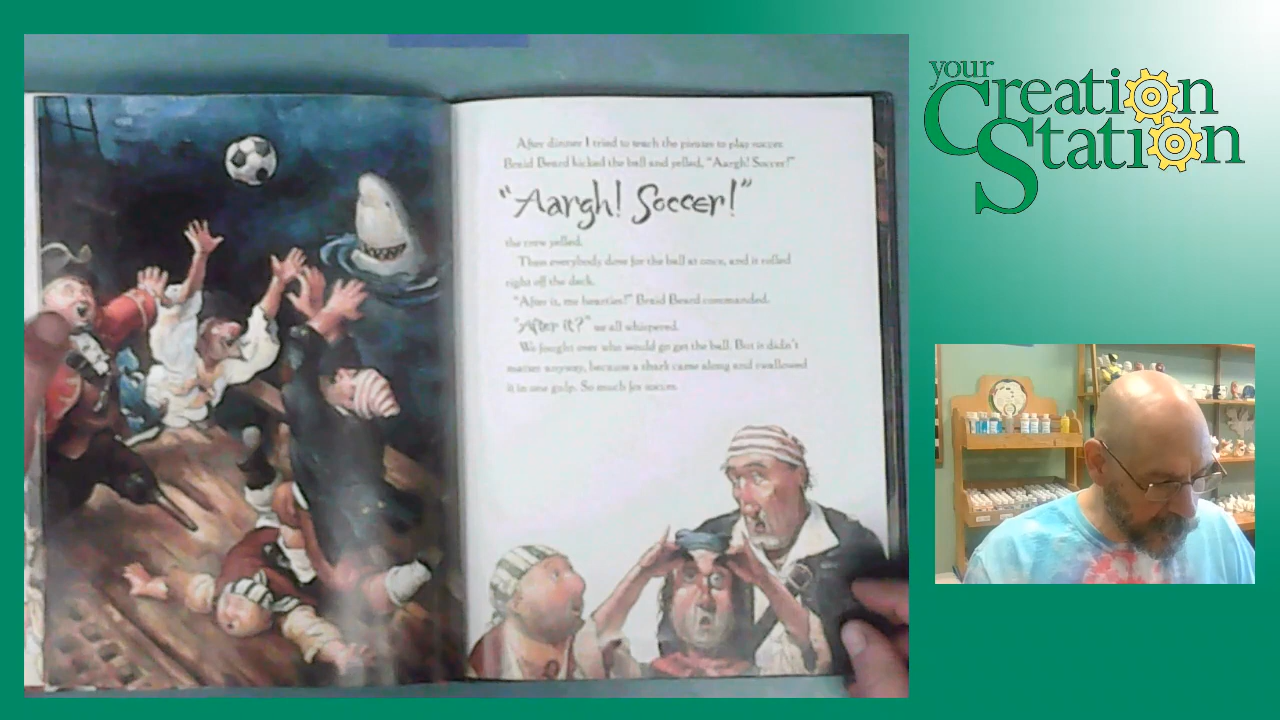 After dinner I tried to teach the pirates to play soccer.
Braid Beard kicked the ball and yelled, "Aargh! Soccer!"
"Aargh! Soccer!"
the crew yelled.
Then everybody dove for the ball at once, and it rolled
right off the deck.
"After it, me hearties!" Braid Beard commanded.
"After it?" we all whispered.
We fought over who would go get the ball. But it didn't
matter anyway, because a shark came along and swallowed
it in one gulp. So much for soccer.
your
Creation
Station